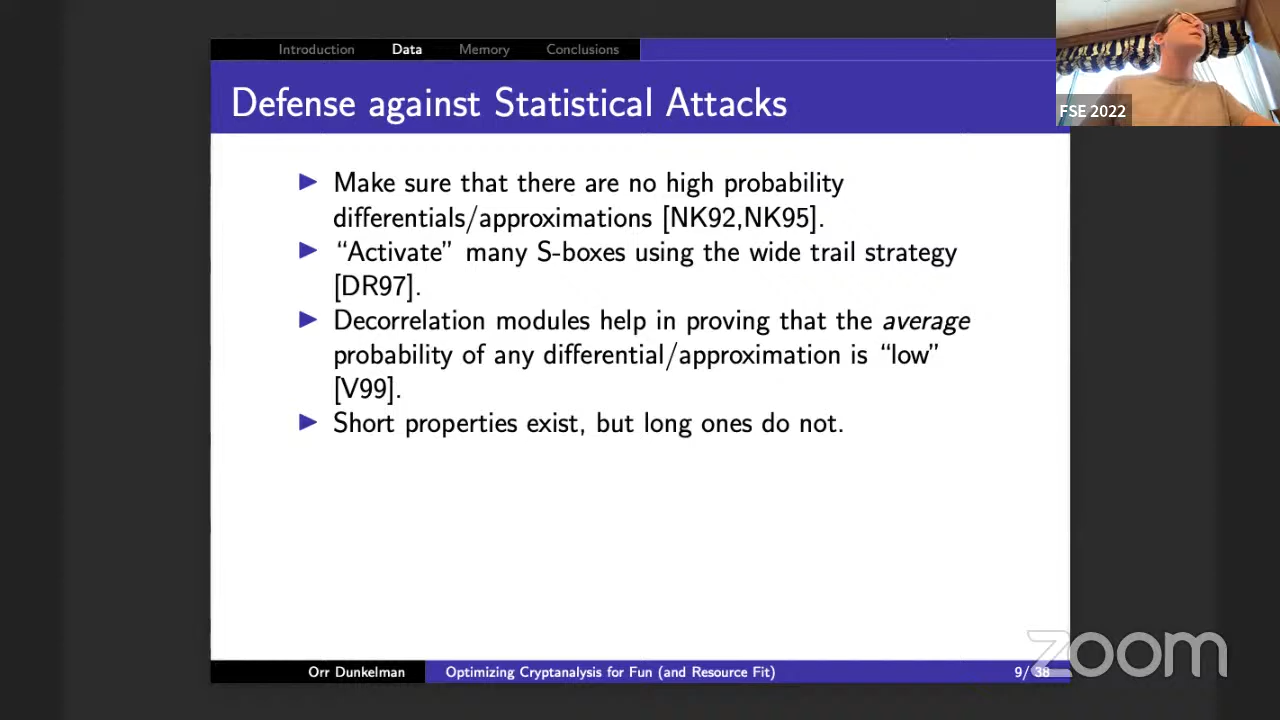 Introduction Data Memory Conclusions
Defense against Statistical Attacks
FSE 2022
▶ Make sure that there are no high probability
differentials/approximations [NK92,NK95].
▶ “Activate” many S-boxes using the wide trail strategy
[DR97].
▶ Decorrelation modules help in proving that the average
probability of any differential/approximation is “low”
[V99].
▶ Short properties exist, but long ones do not.
Orr Dunkelman Optimizing Cryptanalysis for Fun (and Resource Fit) 9/38
zoom